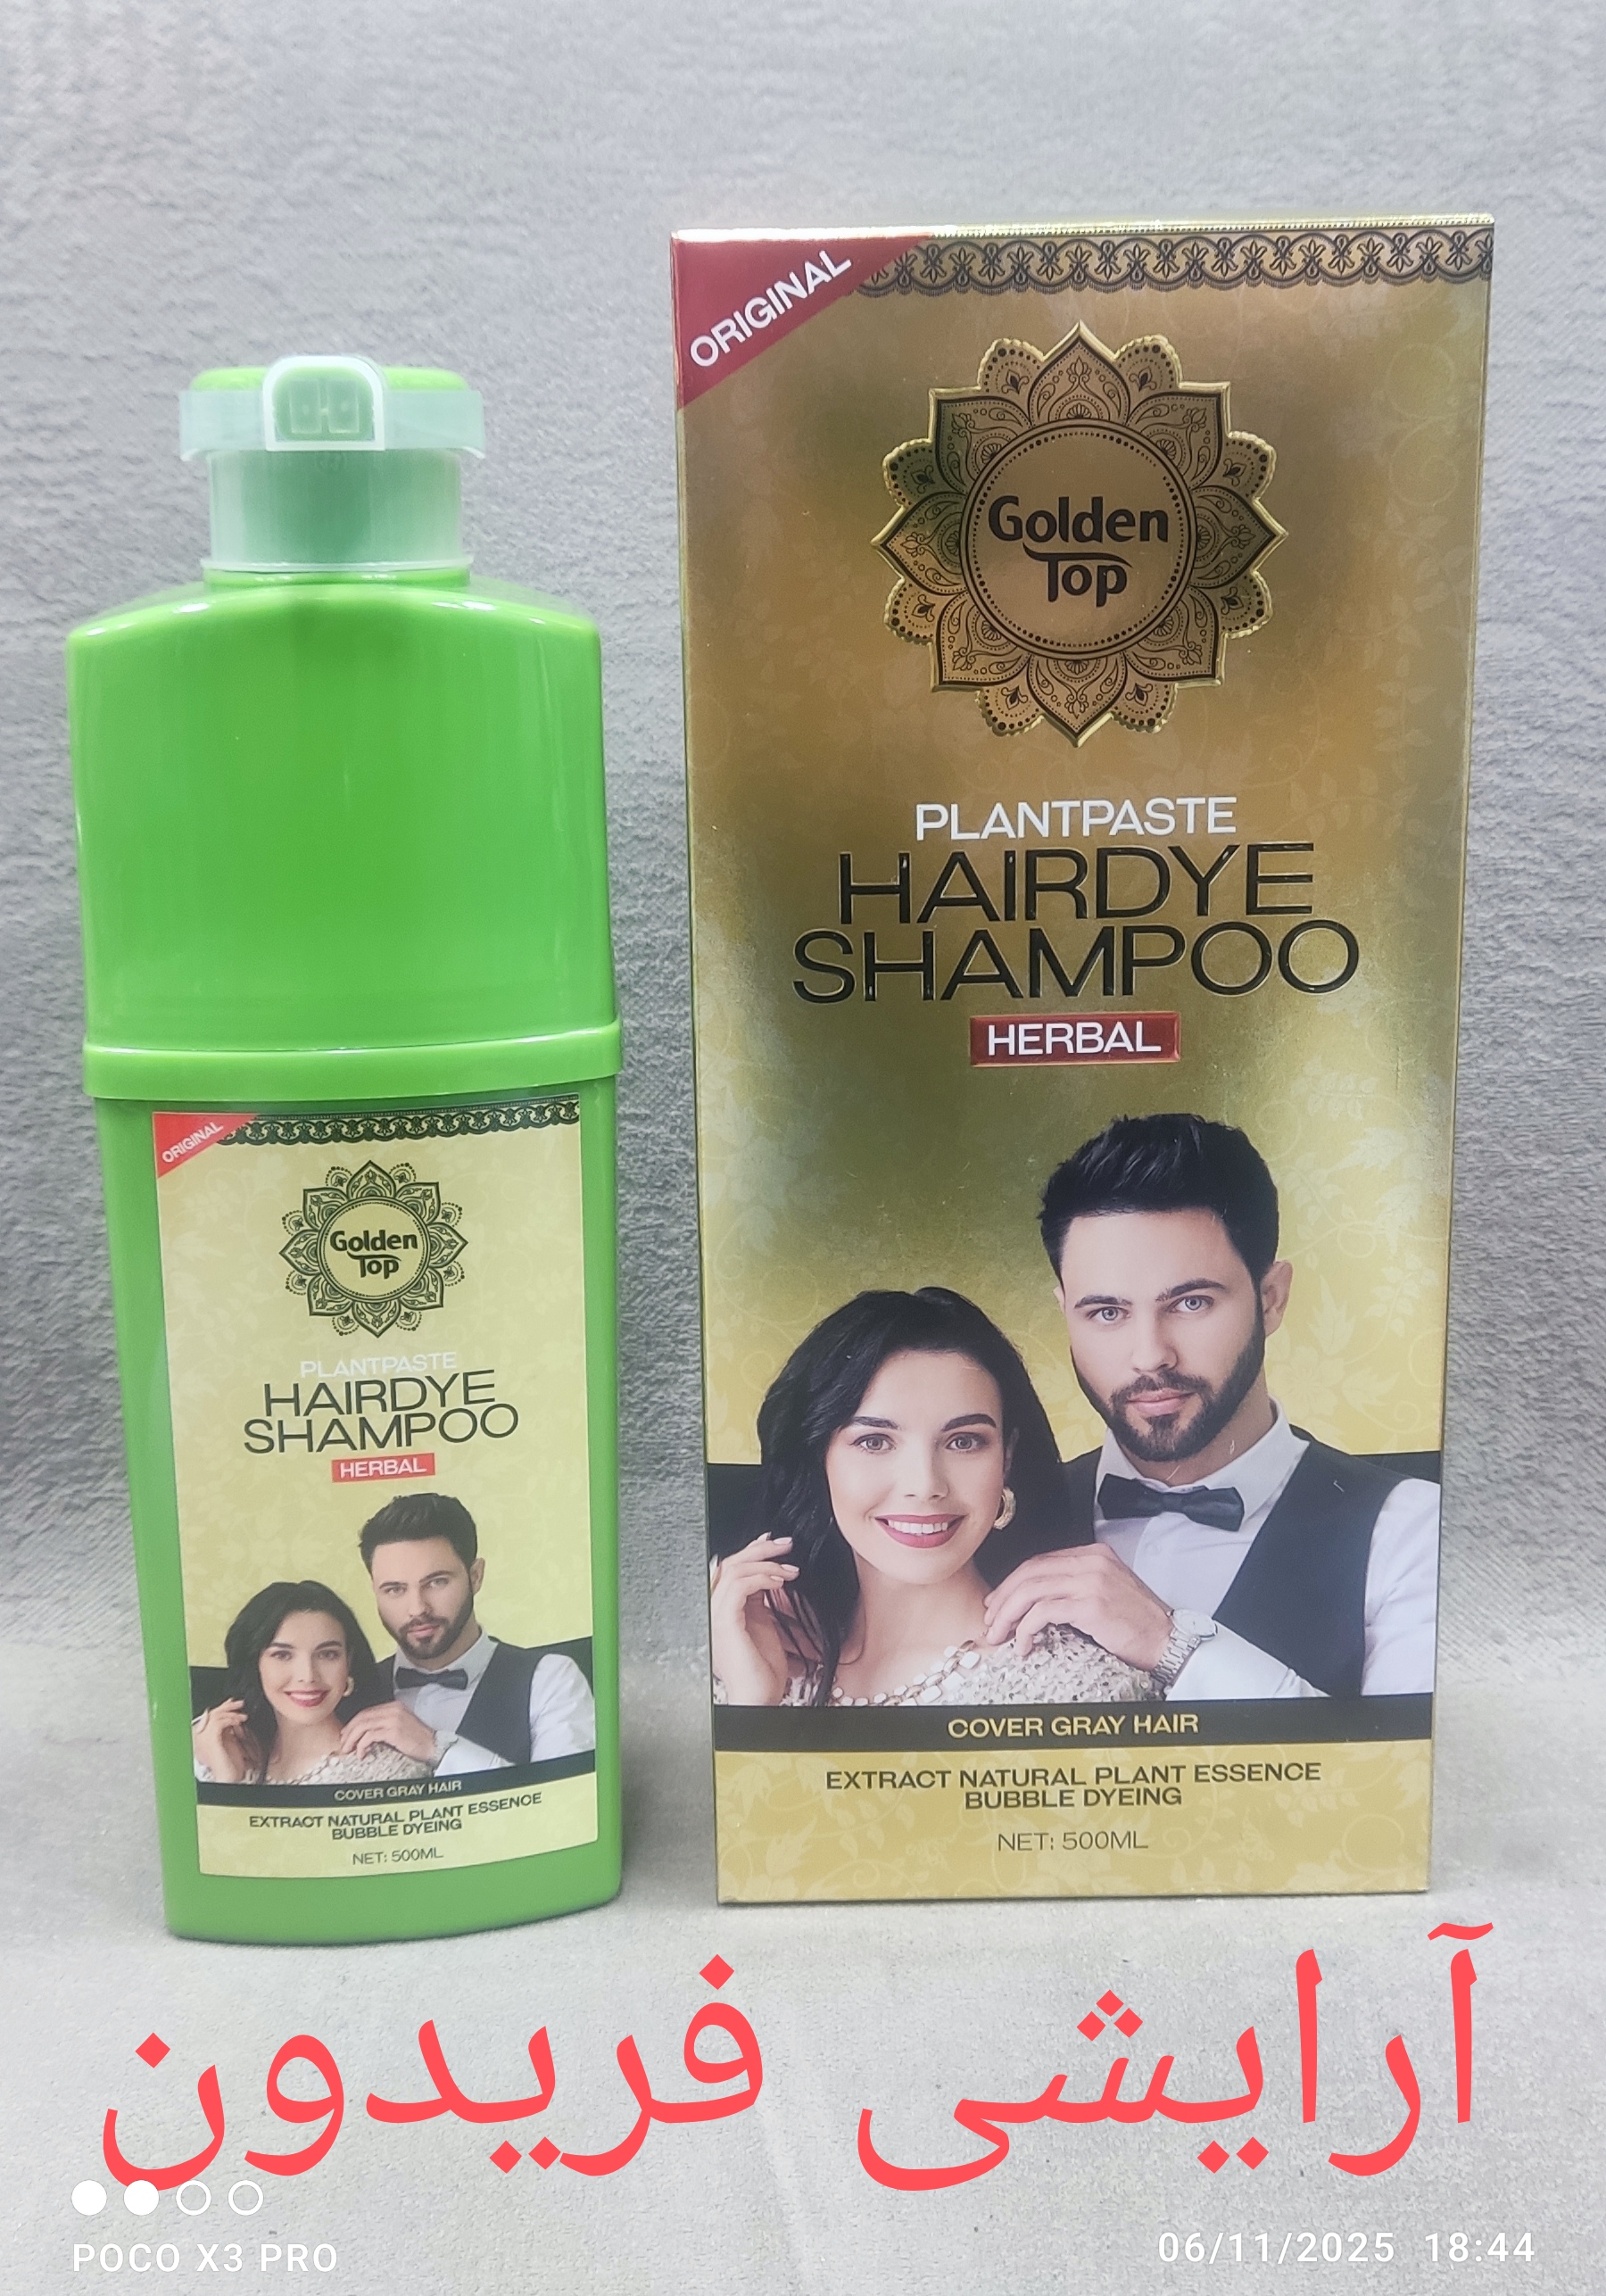 ORIGINAL
Golden
Top
PLANTPASTE
HAIRDYE
SHAMPOO
HERBAL
COVER GRAY HAIR
EXTRACT NATURAL PLANT ESSENCE
BUBBLE DYEING
NET: 500ML
ORIGINAL
Golden
Top
PLANTPASTE
HAIRDYE
SHAMPOO
HERBAL
COVER GRAY HAIR
EXTRACT NATURAL PLANT ESSENCE
BUBBLE DYEING
NET: 500ML
آرایشی فریدون
POCO X3 PRO
06/11/2025 18:44